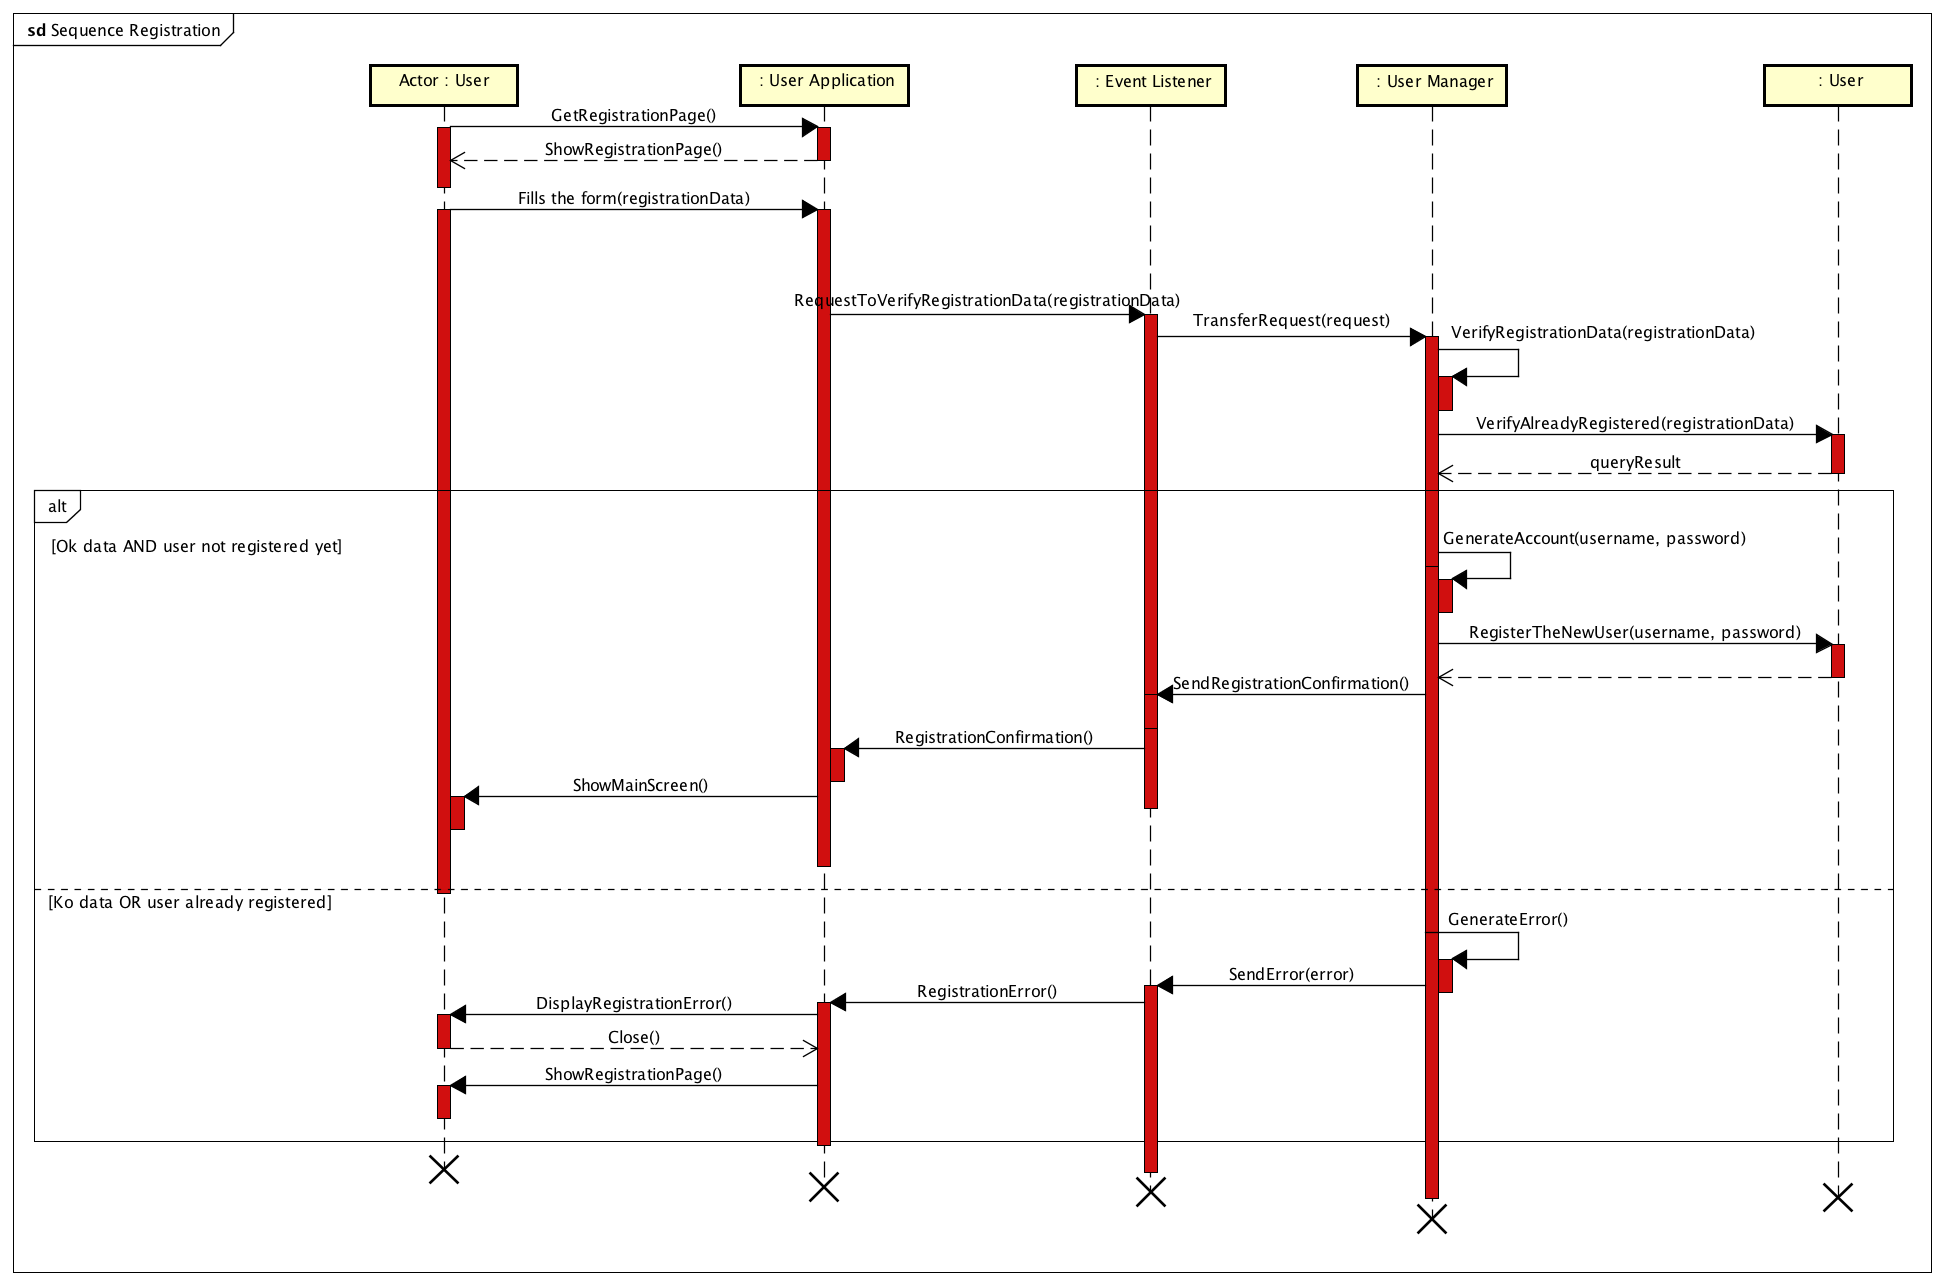 sd Sequence Registration
Actor : User
: User Application
: Event Listener
: User Manager
: User
GetRegistrationPage()
ShowRegistrationPage()
Fills the form(registrationData)
RequestToVerifyRegistrationData(registrationData)
TransferRequest(request)
VerifyRegistrationData(registrationData)
VerifyAlreadyRegistered(registrationData)
queryResult
alt
[Ok data AND user not registered yet]
GenerateAccount(username, password)
RegisterTheNewUser(username, password)
SendRegistrationConfirmation()
RegistrationConfirmation()
ShowMainScreen()
[Ko data OR user already registered]
GenerateError()
SendError(error)
RegistrationError()
DisplayRegistrationError()
Close()
ShowRegistrationPage()